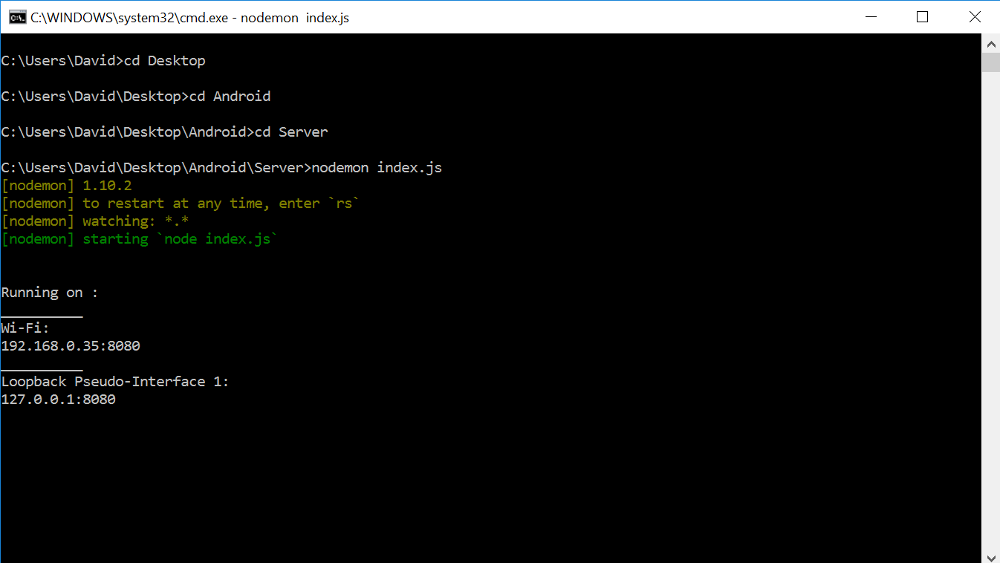 C:\WINDOWS\system32\cmd.exe - nodemon  index.js
C:\Users\David>cd Desktop
C:\Users\David\Desktop>cd Android
C:\Users\David\Desktop\Android>cd Server
C:\Users\David\Desktop\Android\Server>nodemon index.js
[nodemon] 1.10.2
[nodemon] to restart at any time, enter `rs`
[nodemon] watching: *.*
[nodemon] starting `node index.js`
Running on :
__________
Wi-Fi:
192.168.0.35:8080
__________
Loopback Pseudo-Interface 1:
127.0.0.1:8080